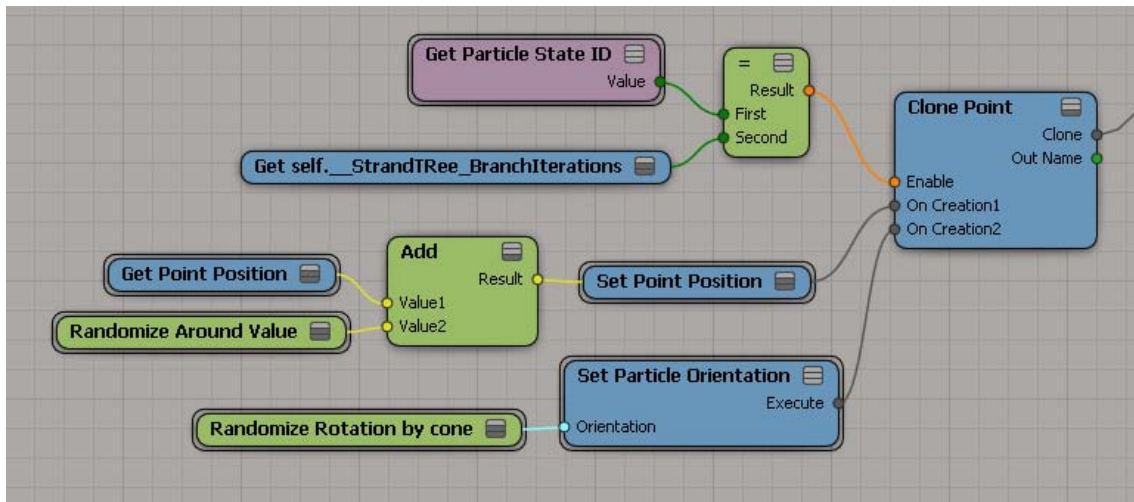 Get Particle State ID
Value
=
Result
First
Second
Get self.__StrandTRee_BranchIterations
Clone Point
Clone
Out Name
Enable
On Creation1
On Creation2
Add
Result
Value1
Value2
Get Point Position
Randomize Around Value
Set Point Position
Set Particle Orientation
Execute
Orientation
Randomize Rotation by cone